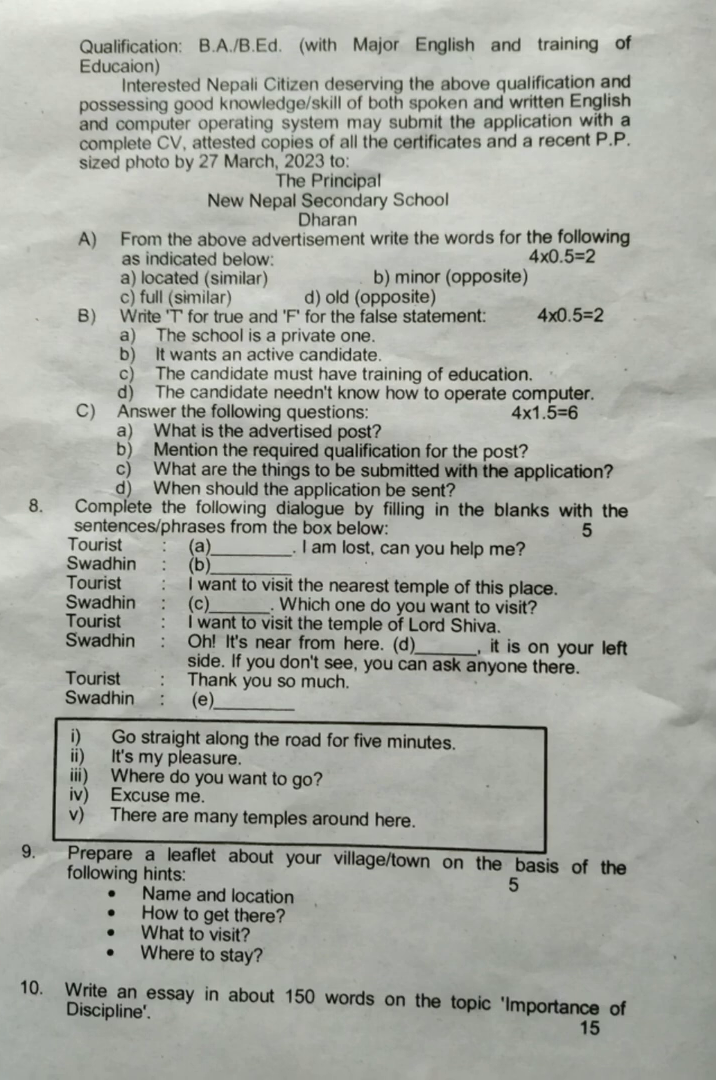 Qualification: B.A./B.Ed. (with Major English and training of
Educaion)
Interested Nepali Citizen deserving the above qualification and
possessing good knowledge/skill of both spoken and written English
and computer operating system may submit the application with a
complete CV, attested copies of all the certificates and a recent P.P.
sized photo by 27 March, 2023 to:
The Principal
New Nepal Secondary School
Dharan
A) From the above advertisement write the words for the following
as indicated below: 4x0.5=2
a) located (similar) b) minor (opposite)
c) full (similar) d) old (opposite)
B) Write 'T' for true and 'F' for the false statement: 4x0.5=2
a) The school is a private one.
b) It wants an active candidate.
c) The candidate must have training of education.
d) The candidate needn't know how to operate computer.
C) Answer the following questions: 4x1.5=6
a) What is the advertised post?
b) Mention the required qualification for the post?
c) What are the things to be submitted with the application?
d) When should the application be sent?
8. Complete the following dialogue by filling in the blanks with the
sentences/phrases from the box below: 5
Tourist : (a)________. I am lost, can you help me?
Swadhin : (b)________
Tourist : I want to visit the nearest temple of this place.
Swadhin : (c)______. Which one do you want to visit?
Tourist : I want to visit the temple of Lord Shiva.
Swadhin : Oh! It's near from here. (d)______, it is on your left
side. If you don't see, you can ask anyone there.
Tourist : Thank you so much.
Swadhin : (e)________
i) Go straight along the road for five minutes.
ii) It's my pleasure.
iii) Where do you want to go?
iv) Excuse me.
v) There are many temples around here.
9. Prepare a leaflet about your village/town on the basis of the
following hints: 5
• Name and location
• How to get there?
• What to visit?
• Where to stay?
10. Write an essay in about 150 words on the topic 'Importance of
Discipline'.
15